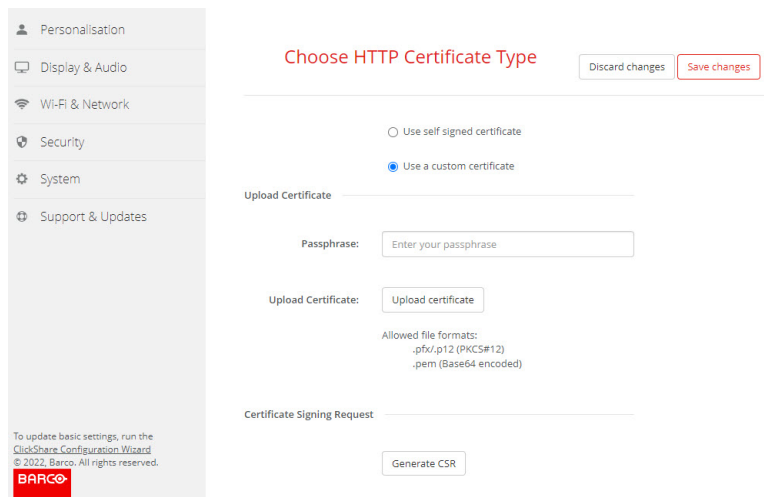 Personalisation
Display & Audio
Wi-Fi & Network
Security
System
Support & Updates
To update basic settings, run the
ClickShare Configuration Wizard
© 2022, Barco. All rights reserved.
BARCO
Choose HTTP Certificate Type
Discard changes
Save changes
Use self signed certificate
Use a custom certificate
Upload Certificate
Passphrase:
Enter your passphrase
Upload Certificate:
Upload certificate
Allowed file formats:
.pfx/.p12 (PKCS#12)
.pem (Base64 encoded)
Certificate Signing Request
Generate CSR